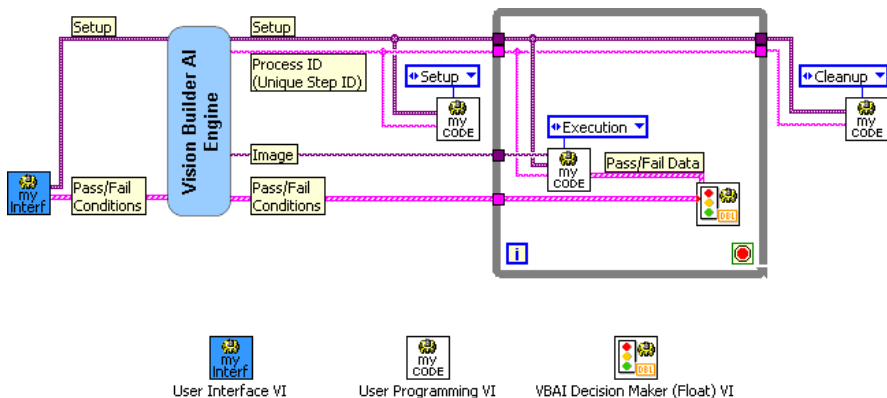 Setup
Setup
Vision Builder AI
Engine
Process ID
(Unique Step ID)
Setup
my
CODE
Cleanup
my
CODE
Image
Execution
my
CODE
Pass/Fail Data
my
Interf
Pass/Fail
Conditions
Pass/Fail
Conditions
DBL
i
my
Interf
User Interface VI
my
CODE
User Programming VI
DBL
VBAI Decision Maker (Float) VI